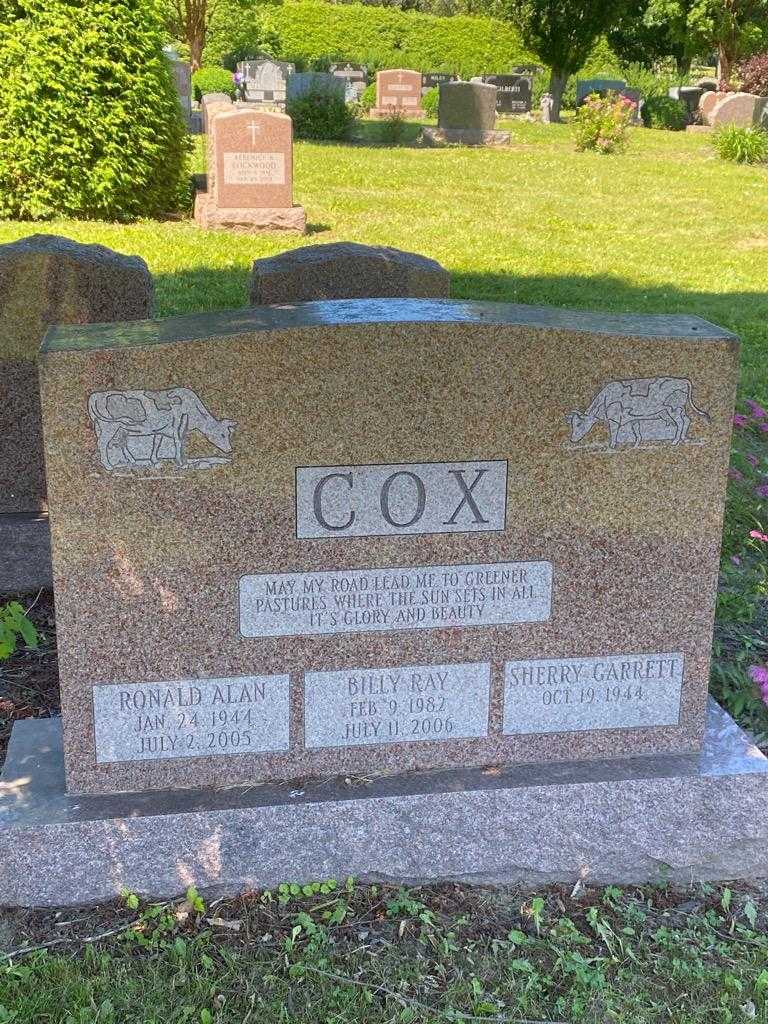 GILBERT
LOCKWOOD
COX
MAY MY ROAD LEAD ME TO GREENER
PASTURES WHERE THE SUN SETS IN ALL
IT'S GLORY AND BEAUTY
RONALD ALAN
JAN. 24. 1944
JULY 2. 2005
BILLY RAY
FEB. 9. 1982
JULY 11. 2006
SHERRY GARRETT
OCT. 19. 1944